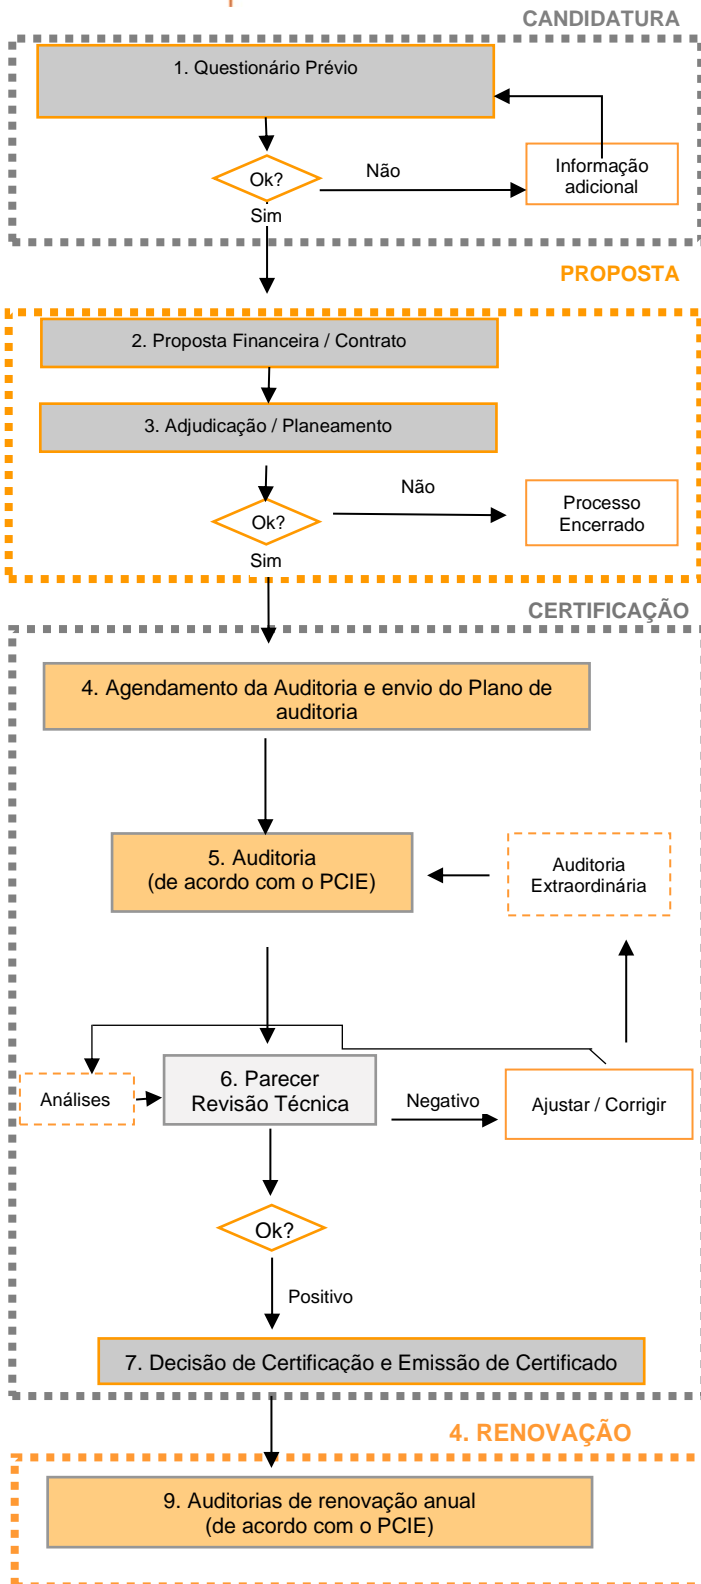 CANDIDATURA
1. Questionário Prévio
Ok?
Não
Informação
adicional
Sim
PROPOSTA
2. Proposta Financeira / Contrato
3. Adjudicação / Planeamento
Não
Ok?
Processo
Encerrado
Sim
CERTIFICAÇÃO
4. Agendamento da Auditoria e envio do Plano de
auditoria
5. Auditoria
(de acordo com o PCIE)
Auditoria
Extraordinária
Análises
6. Parecer
Revisão Técnica
Negativo
Ajustar / Corrigir
Ok?
Positivo
7. Decisão de Certificação e Emissão de Certificado
4. RENOVAÇÃO
9. Auditorias de renovação anual
(de acordo com o PCIE)